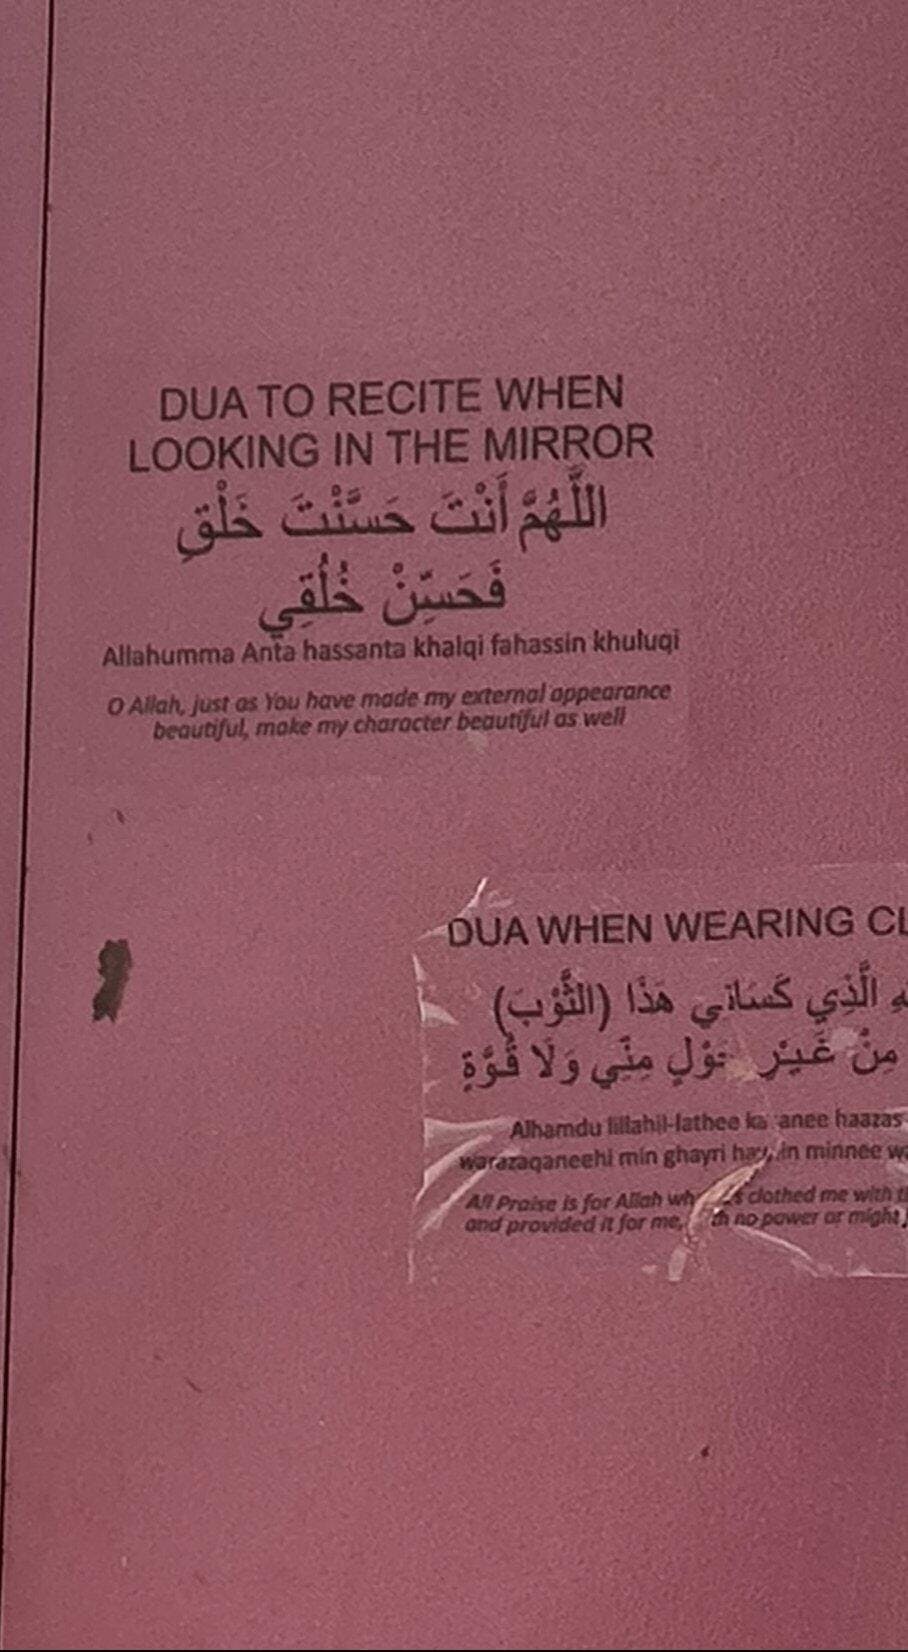 DUA TO RECITE WHEN
LOOKING IN THE MIRROR
اللَّهُمَّ أَنْتَ حَسَّنْتَ خَلْقِ
فَحَسِّنْ خُلُقِي
Allahumma Anta hassanta khalqi fahassin khuluqi
O Allah, just as You have made my external appearance
beautiful, make my character beautiful as well
DUA WHEN WEARING CL
الَّذِي كَسَانِي هَذَا (الثَّوْبَ)
مِنْ غَيْرِ وَلَا قُوَّةٍ مِنِّي
Alhamdu lillahil-lathee haazas
warazaqaneehi min ghayri minnee
All Praise is for Allah clothed me with
and provided it for me, no power or might